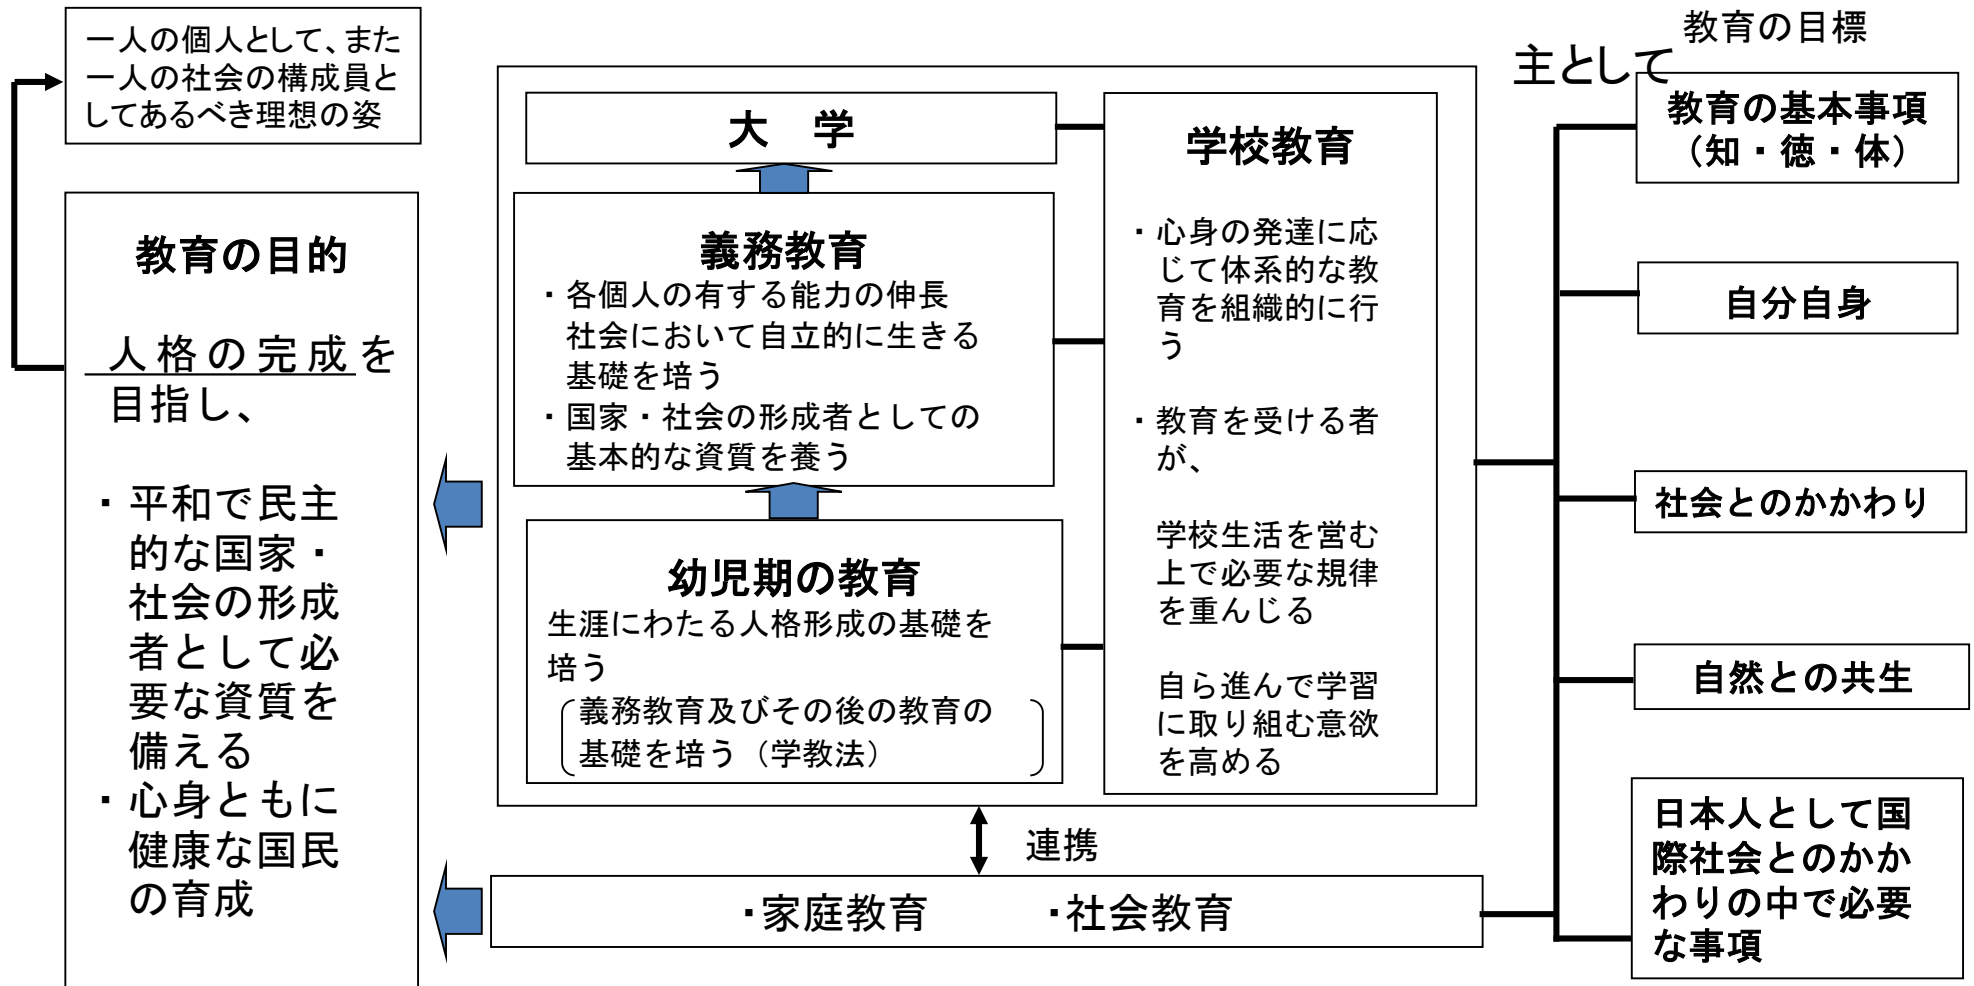 一人の個人として、また
一人の社会の構成員と
してあるべき理想の姿
教育の目的
人格の完成を
目指し、
・平和で民主
的な国家・
社会の形成
者として必
要な資質を
備える
・心身ともに
健康な国民
の育成
大　学
義務教育
・各個人の有する能力の伸長
社会において自立的に生きる
基礎を培う
・国家・社会の形成者としての
基本的な資質を養う
幼児期の教育
生涯にわたる人格形成の基礎を
培う
義務教育及びその後の教育の
基礎を培う（学教法）
学校教育
・心身の発達に応
じて体系的な教
育を組織的に行
う
・教育を受ける者
が、
学校生活を営む
上で必要な規律
を重んじる
自ら進んで学習
に取り組む意欲
を高める
連携
・家庭教育　　・社会教育
教育の目標
主として
教育の基本事項
（知・徳・体）
自分自身
社会とのかかわり
自然との共生
日本人として国
際社会とのかか
わりの中で必要
な事項